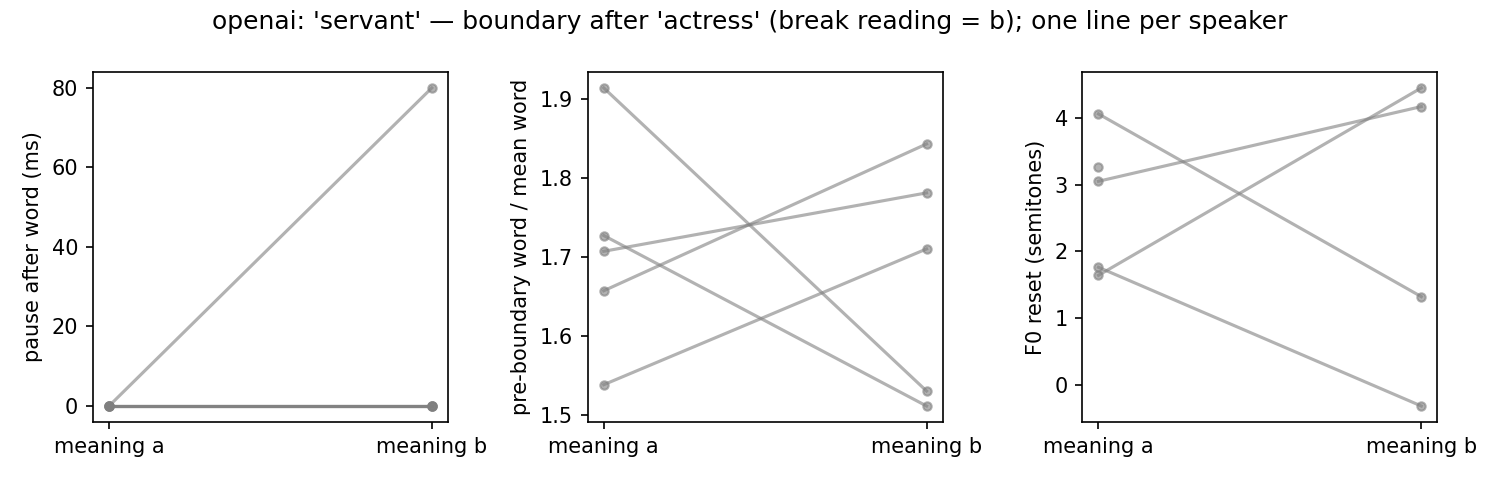 openai: 'servant' — boundary after 'actress' (break reading = b); one line per speaker
pause after word (ms)
80
60
40
20
0
meaning a
meaning b
pre-boundary word / mean word
1.9
1.8
1.7
1.6
1.5
meaning a
meaning b
F0 reset (semitones)
4
3
2
1
0
meaning a
meaning b